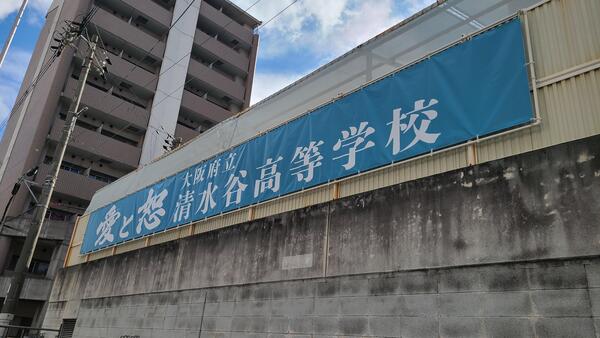 愛と恕
大阪府立
清水谷高等学校